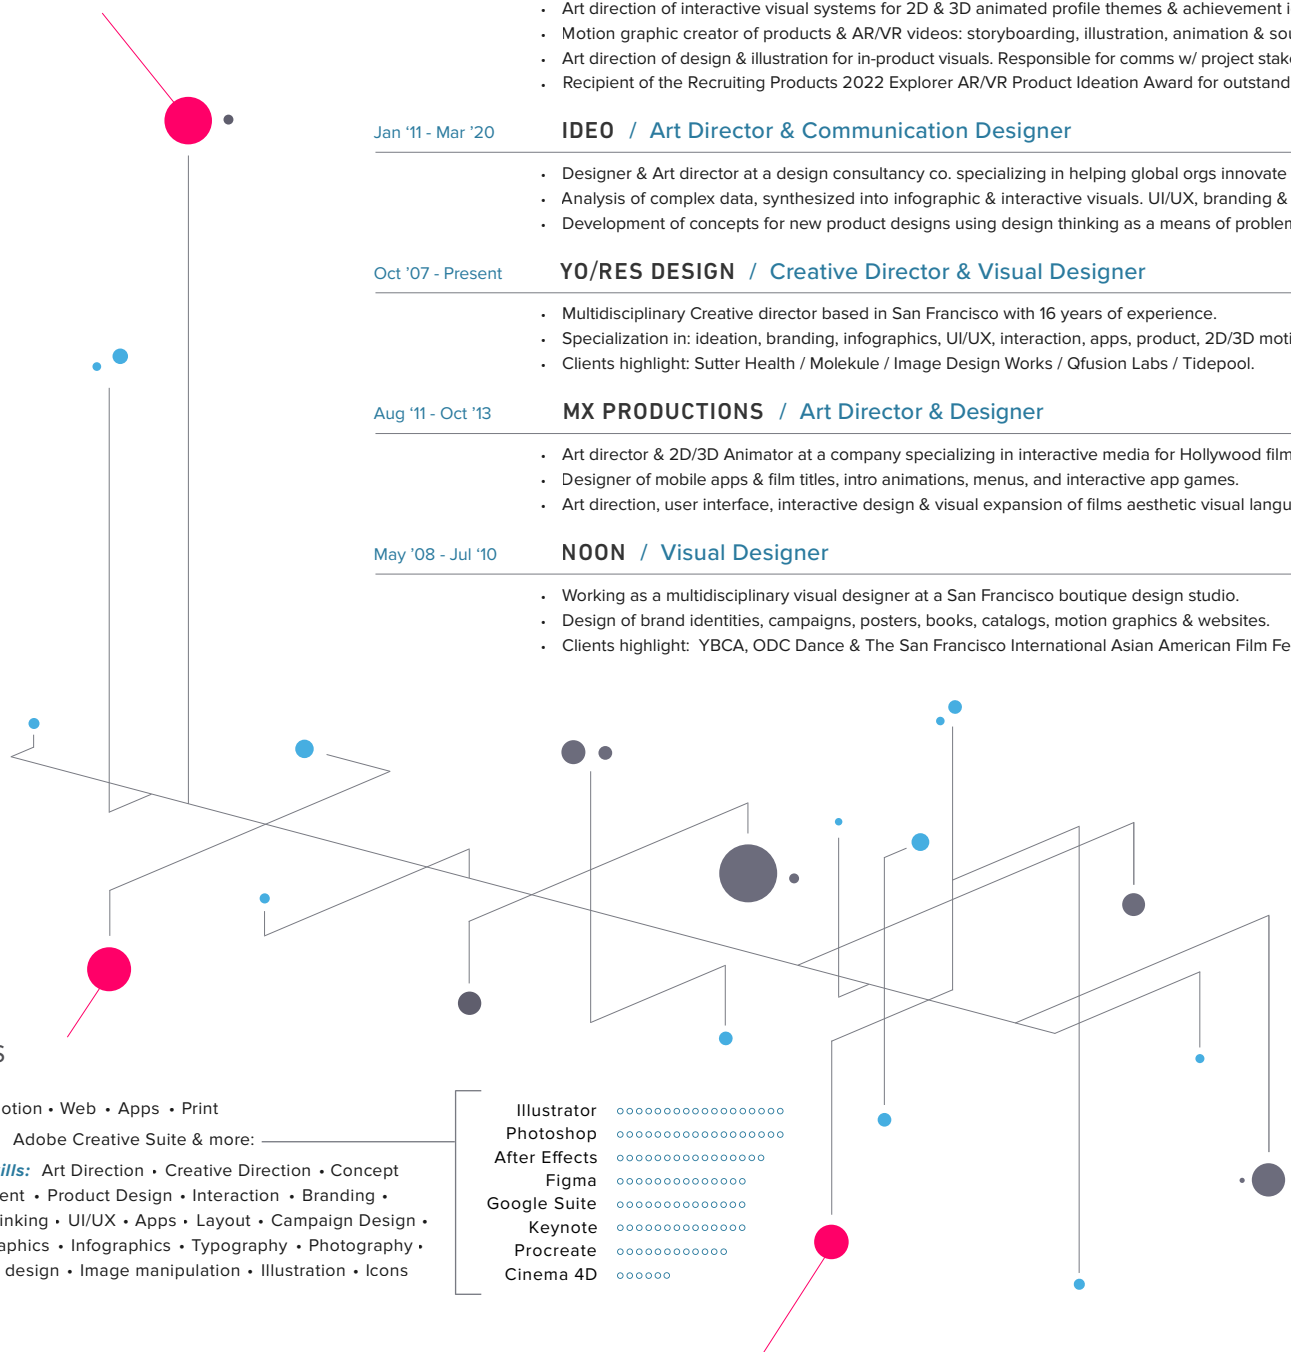 • Art direction of interactive visual systems for 2D & 3D animated profile themes & achievement
• Motion graphic creator of products & AR/VR videos: storyboarding, illustration, animation &
• Art direction of design & illustration for in-product visuals. Responsible for comms w/ project
• Recipient of the Recruiting Products 2022 Explorer AR/VR Product Ideation Award for
Jan ‘11 - Mar ’20 IDEO / Art Director & Communication Designer
• Designer & Art director at a design consultancy co. specializing in helping global orgs innovate
• Analysis of complex data, synthesized into infographic & interactive visuals. UI/UX, branding &
• Development of concepts for new product designs using design thinking as a means of problem
Oct ’07 - Present YO/RES DESIGN / Creative Director & Visual Designer
• Multidisciplinary Creative director based in San Francisco with 16 years of experience.
• Specialization in: ideation, branding, infographics, UI/UX, interaction, apps, product, 2D/3D moti
• Clients highlight: Sutter Health / Molekule / Image Design Works / Qfusion Labs / Tidepool.
Aug ‘11 - Oct ’13 MX PRODUCTIONS / Art Director & Designer
• Art director & 2D/3D Animator at a company specializing in interactive media for Hollywood film
• Designer of mobile apps & film titles, intro animations, menus, and interactive app games.
• Art direction, user interface, interactive design & visual expansion of films aesthetic visual langu
May ’08 - Jul ‘10 NOON / Visual Designer
• Working as a multidisciplinary visual designer at a San Francisco boutique design studio.
• Design of brand identities, campaigns, posters, books, catalogs, motion graphics & websites.
• Clients highlight: YBCA, ODC Dance & The San Francisco International Asian American Film Fe
S
otion • Web • Apps • Print
Adobe Creative Suite & more:
ills: Art Direction • Creative Direction • Concept
ent • Product Design • Interaction • Branding •
inking • UI/UX • Apps • Layout • Campaign Design •
aphics • Infographics • Typography • Photography •
design • Image manipulation • Illustration • Icons
Illustrator
Photoshop
After Effects
Figma
Google Suite
Keynote
Procreate
Cinema 4D